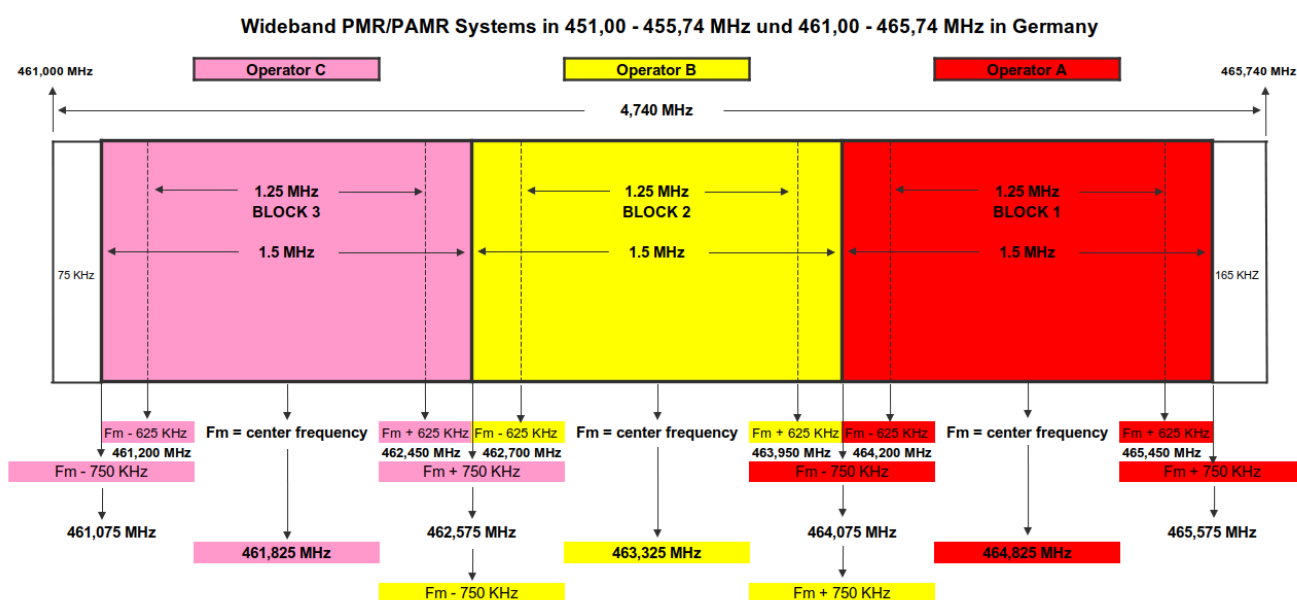 Wideband PMR/PAMR Systems in 451,00 - 455,74 MHz und 461,00 - 465,74 MHz in Germany
461,000 MHz
Operator C
Operator B
Operator A
465,740 MHz
4,740 MHz
1.25 MHz
BLOCK 3
1.25 MHz
BLOCK 2
1.25 MHz
BLOCK 1
1.5 MHz
1.5 MHz
1.5 MHz
75 KHz
165 KHZ
Fm - 625 KHz
Fm = center frequency
Fm + 625 KHz
Fm - 625 KHz
Fm = center frequency
Fm + 625 KHz
Fm - 625 KHz
Fm = center frequency
Fm + 625 KHz
461,200 MHz
462,450 MHz
462,700 MHz
463,950 MHz
464,200 MHz
465,450 MHz
Fm - 750 KHz
Fm + 750 KHz
Fm - 750 KHz
Fm + 750 KHz
461,075 MHz
462,575 MHz
464,075 MHz
465,575 MHz
461,825 MHz
463,325 MHz
464,825 MHz
Fm - 750 KHz
Fm + 750 KHz